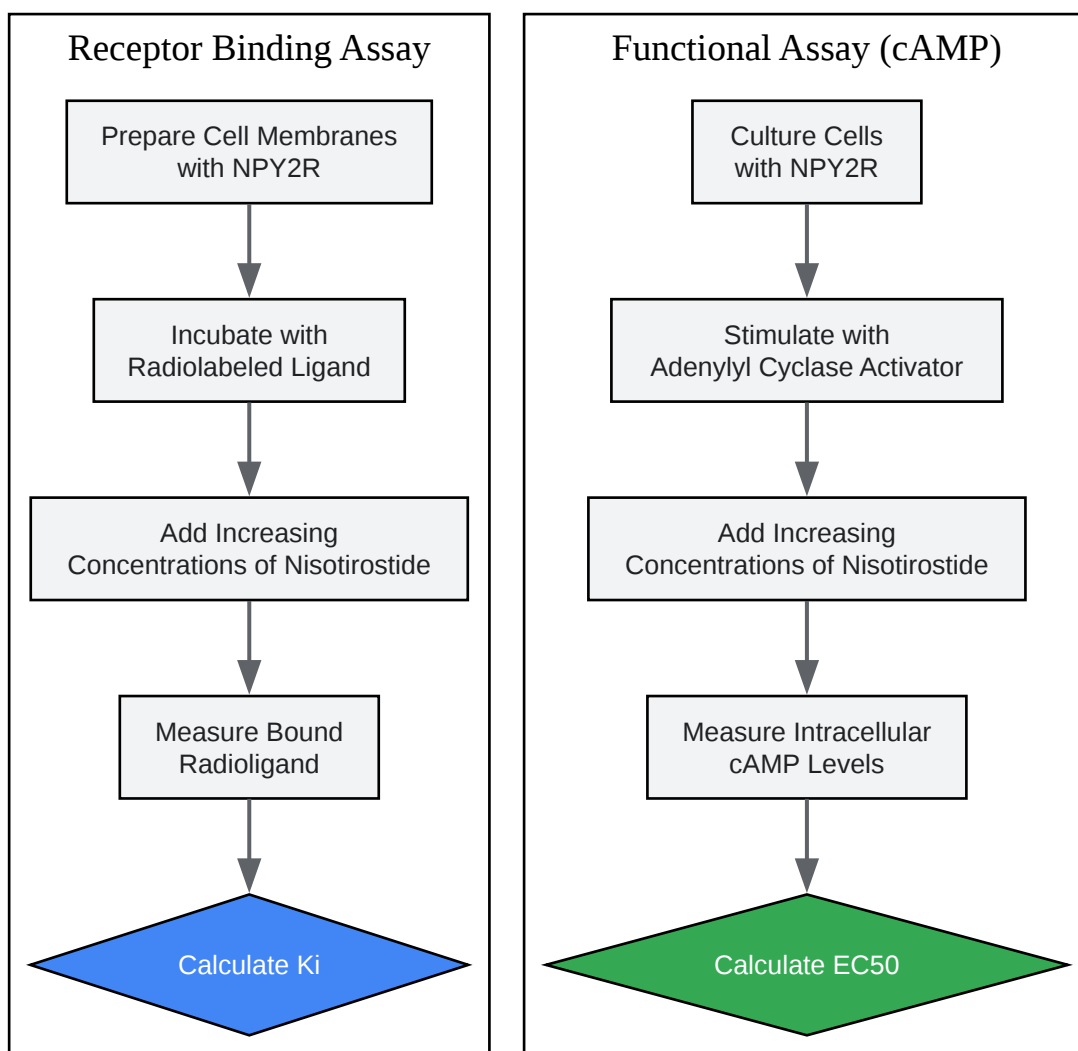 Receptor Binding Assay
Prepare Cell Membranes
with NPY2R
Incubate with
Radiolabeled Ligand
Add Increasing
Concentrations of Nisotirostide
Measure Bound
Radioligand
Calculate Ki
Functional Assay (cAMP)
Culture Cells
with NPY2R
Stimulate with
Adenylyl Cyclase Activator
Add Increasing
Concentrations of Nisotirostide
Measure Intracellular
cAMP Levels
Calculate EC50